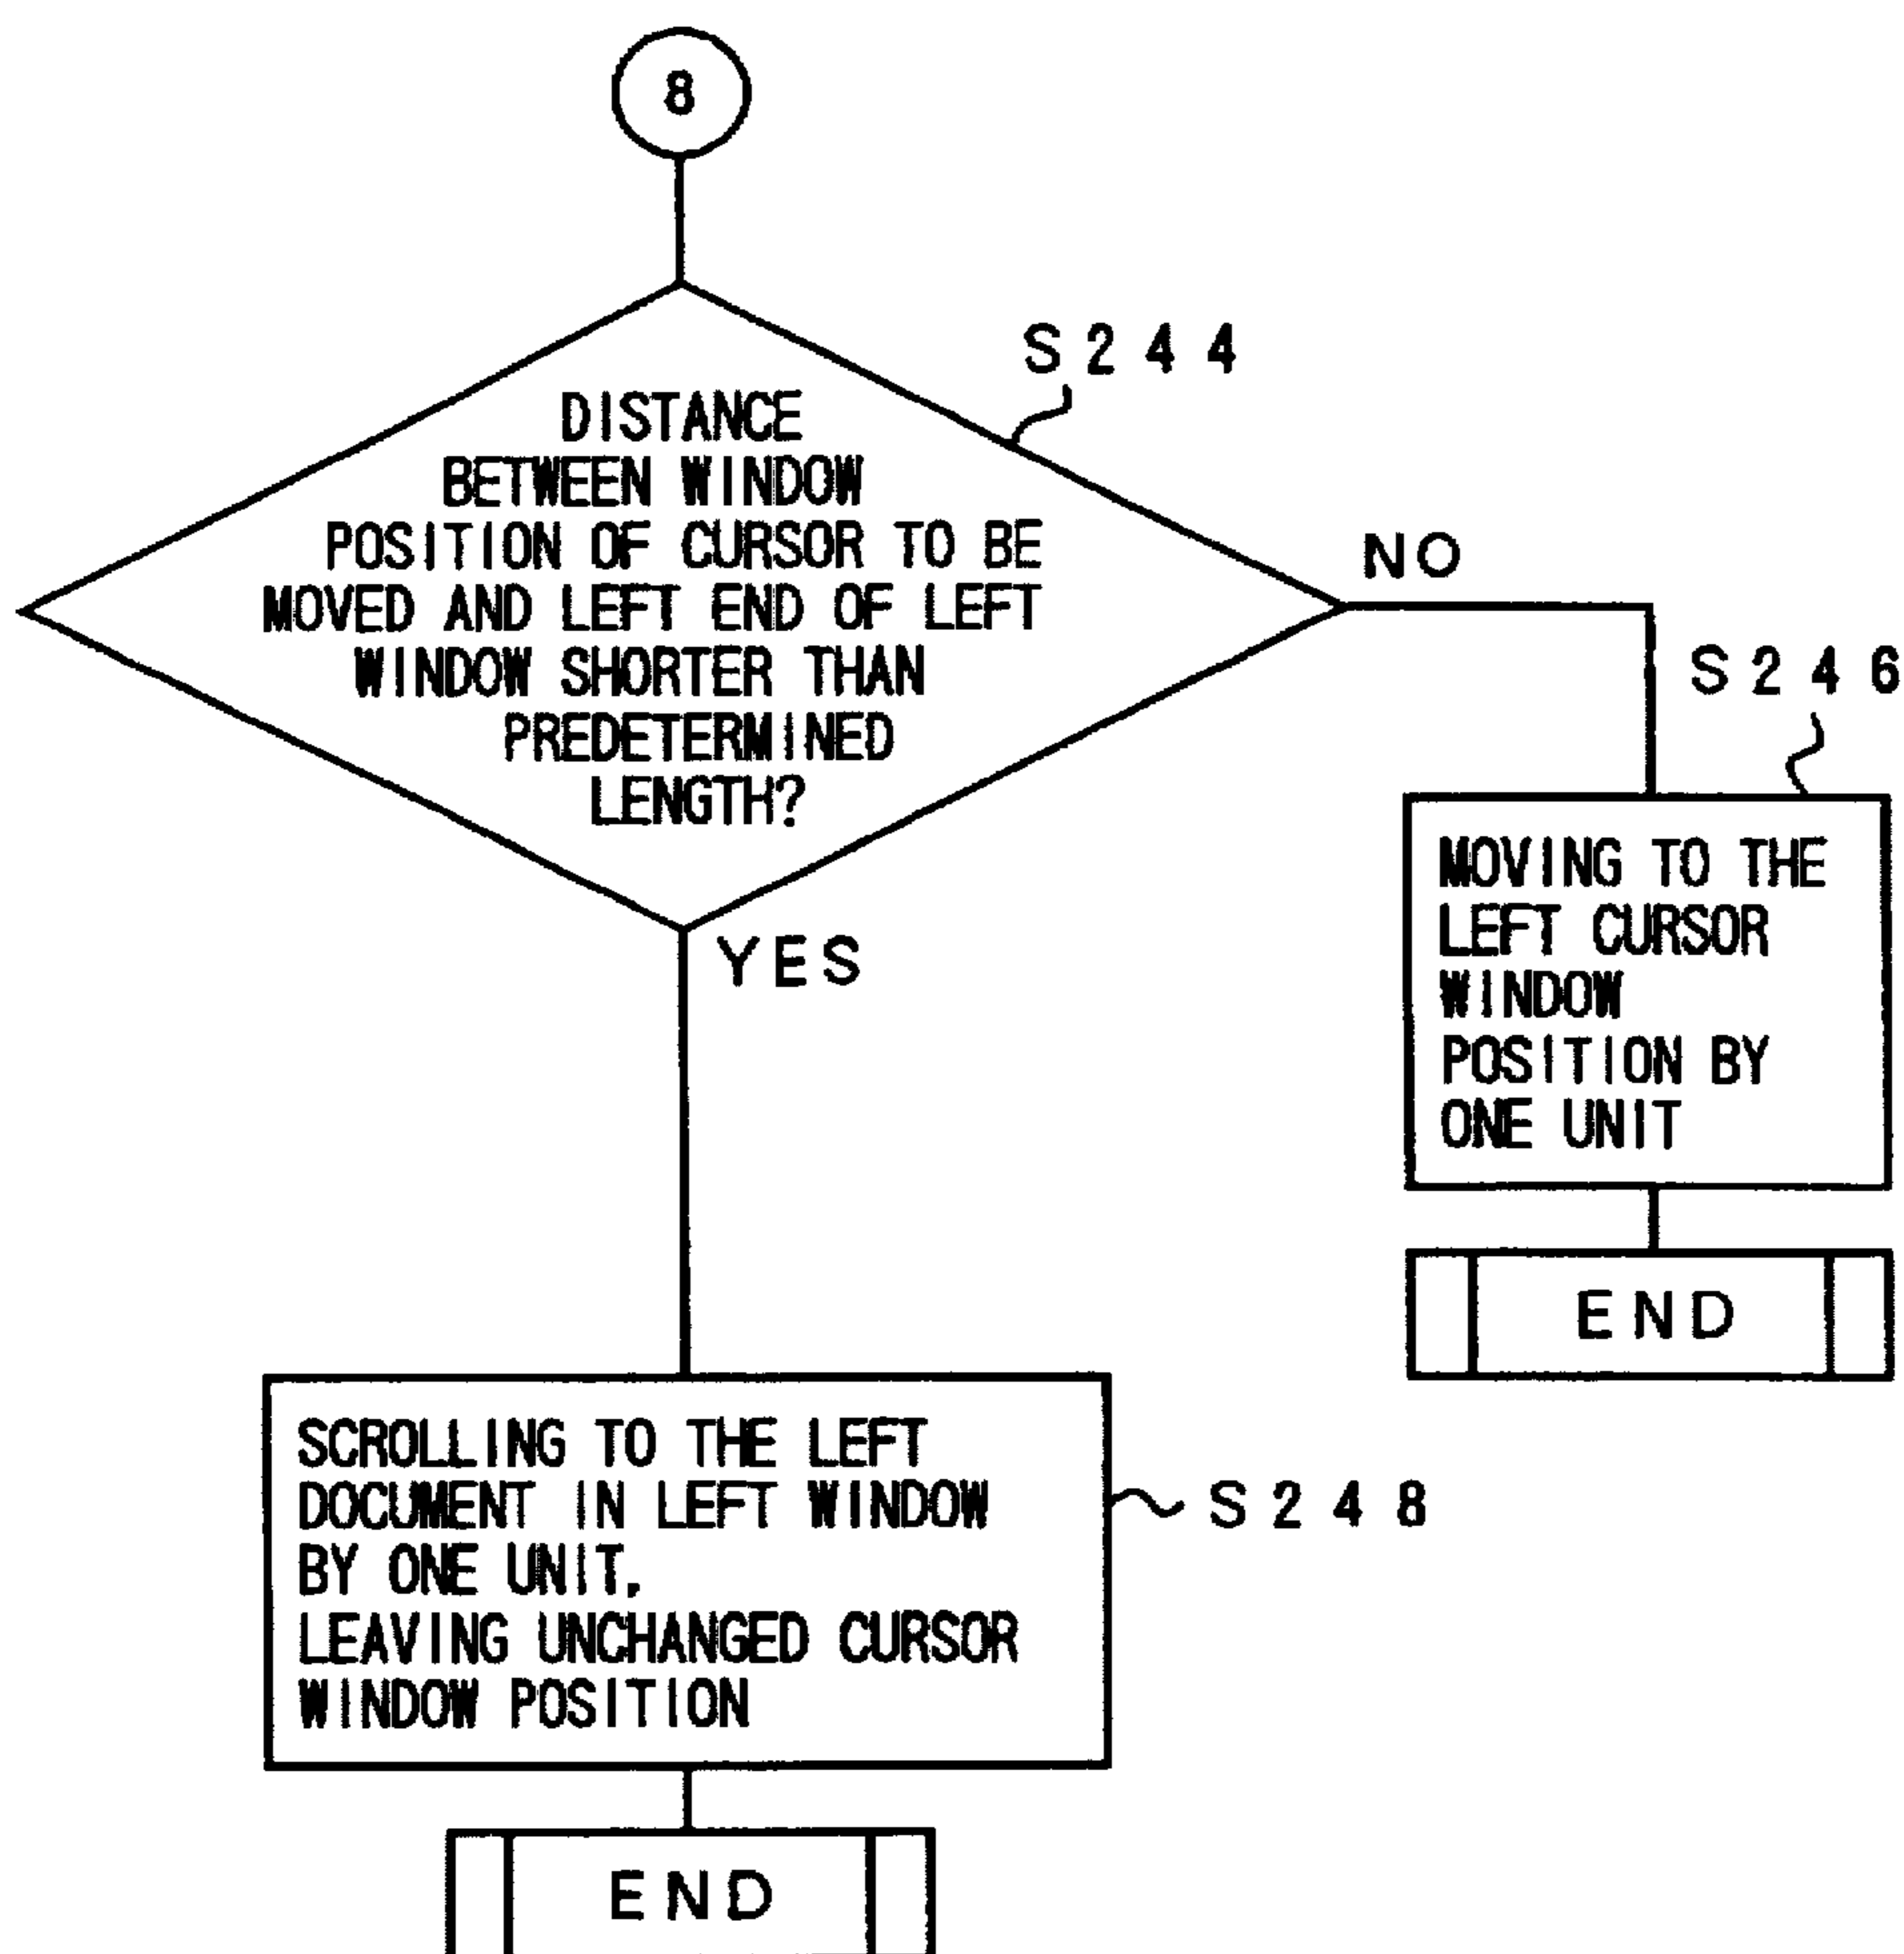 8
S244
DISTANCE
BETWEEN WINDOW
POSITION OF CURSOR TO BE
MOVED AND LEFT END OF LEFT
WINDOW SHORTER THAN
PREDETERMINED
LENGTH?
NO
YES
S246
MOVING TO THE
LEFT CURSOR
WINDOW
POSITION BY
ONE UNIT
END
SCROLLING TO THE LEFT
DOCUMENT IN LEFT WINDOW
BY ONE UNIT,
LEAVING UNCHANGED CURSOR
WINDOW POSITION
S248
END